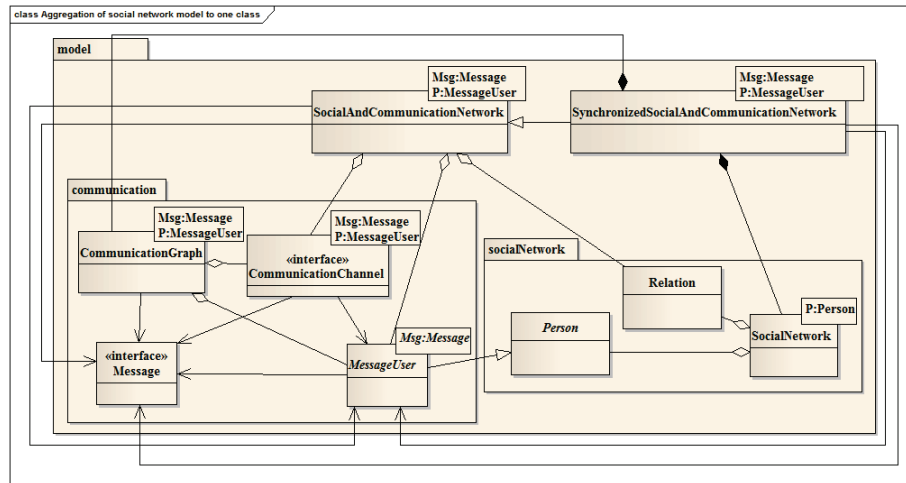 class Aggregation of social network model to one class
model
Msg:Message
P:MessageUser
SocialAndCommunicationNetwork
Msg:Message
P:MessageUser
SynchronizedSocialAndCommunicationNetwork
communication
Msg:Message
P:MessageUser
CommunicationGraph
Msg:Message
P:MessageUser
«interface»
CommunicationChannel
socialNetwork
Relation
P:Person
SocialNetwork
Person
Msg:Message
MessageUser
«interface»
Message